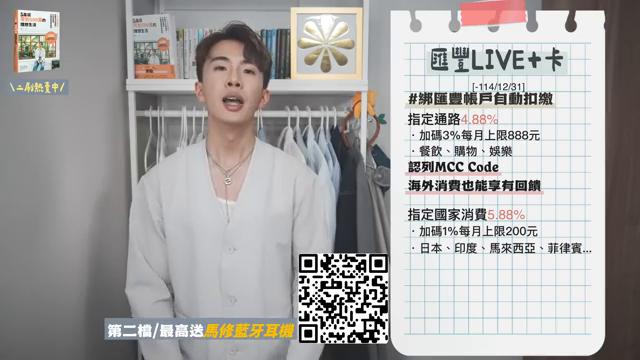 \二刷熱賣中/
匯豐LIVE+卡
[-114/12/31]
#綁匯豐帳戶自動扣繳
指定通路4.88%
·加碼3%每月上限888元
·餐飲、購物、娛樂
認列MCC Code
海外消費也能享有回饋
指定國家消費5.88%
·加碼1%每月上限200元
·日本、印度、馬來西亞、菲律賓...
第二檔/最高送馬修藍牙耳機